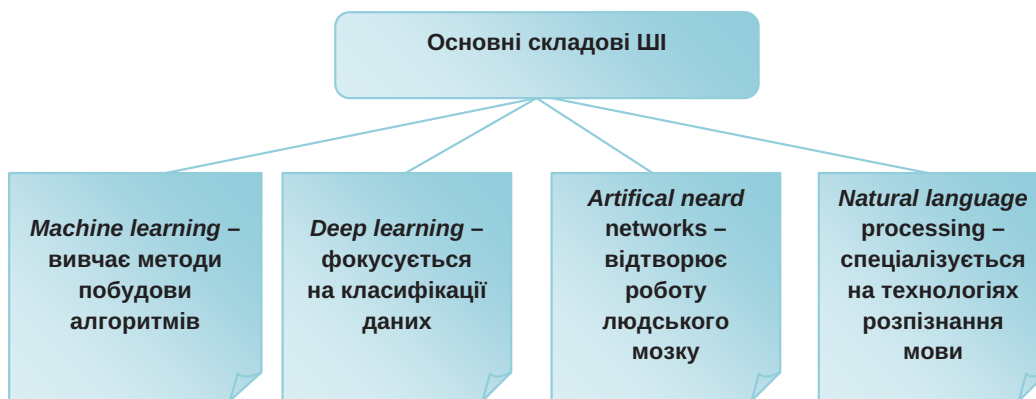 Основні складові ШІ
Machine learning –
вивчає методи
побудови
алгоритмів
Deep learning –
фокусується
на класифікації
даних
Artifical neard
networks –
відтворює
роботу
людського
мозку
Natural language
processing –
спеціалізується
на технологіях
розпізнання
мови